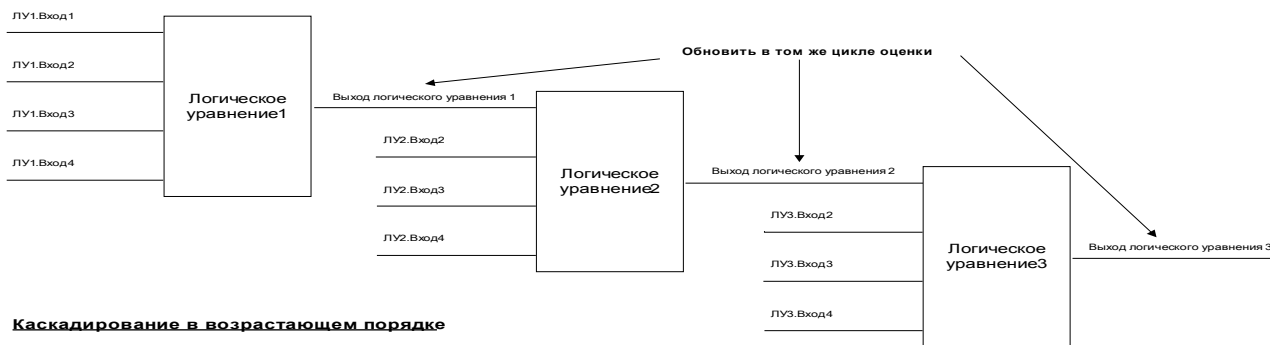 ЛУ1.Вход1
ЛУ1.Вход2
ЛУ1.Вход3
ЛУ1.Вход4
Логическое
уравнение1
Обновить в том же цикле оценки
Выход логического уравнения 1
ЛУ2.Вход2
ЛУ2.Вход3
ЛУ2.Вход4
Логическое
уравнение2
Выход логического уравнения 2
ЛУ3.Вход2
ЛУ3.Вход3
ЛУ3.Вход4
Логическое
уравнение3
Выход логического уравнения 3
Каскадирование в возрастающем порядке